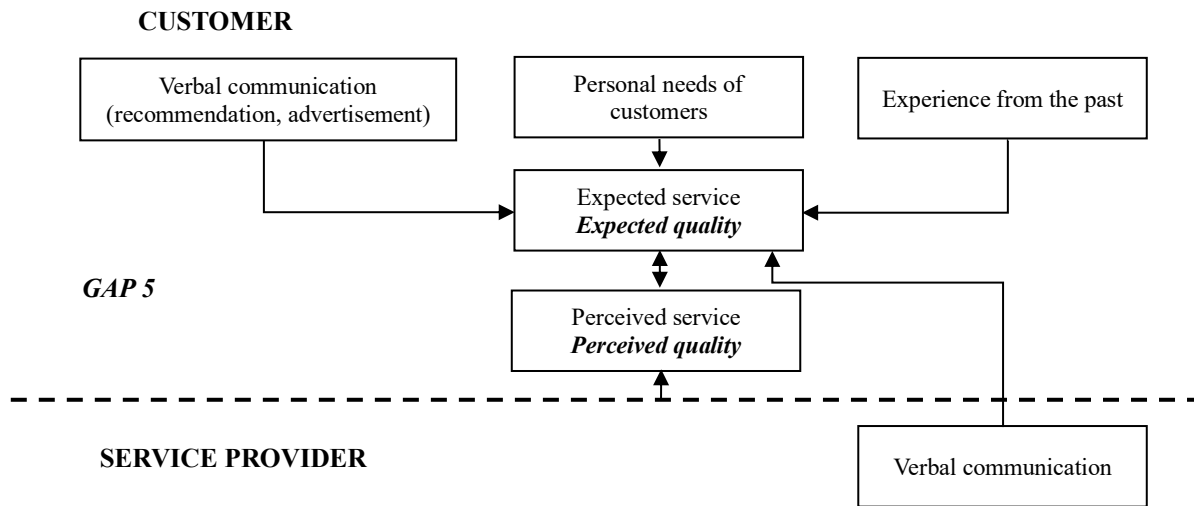 CUSTOMER
Verbal communication
(recommendation, advertisement)
Personal needs of
customers
Experience from the past
Expected service
Expected quality
GAP 5
Perceived service
Perceived quality
SERVICE PROVIDER
Verbal communication